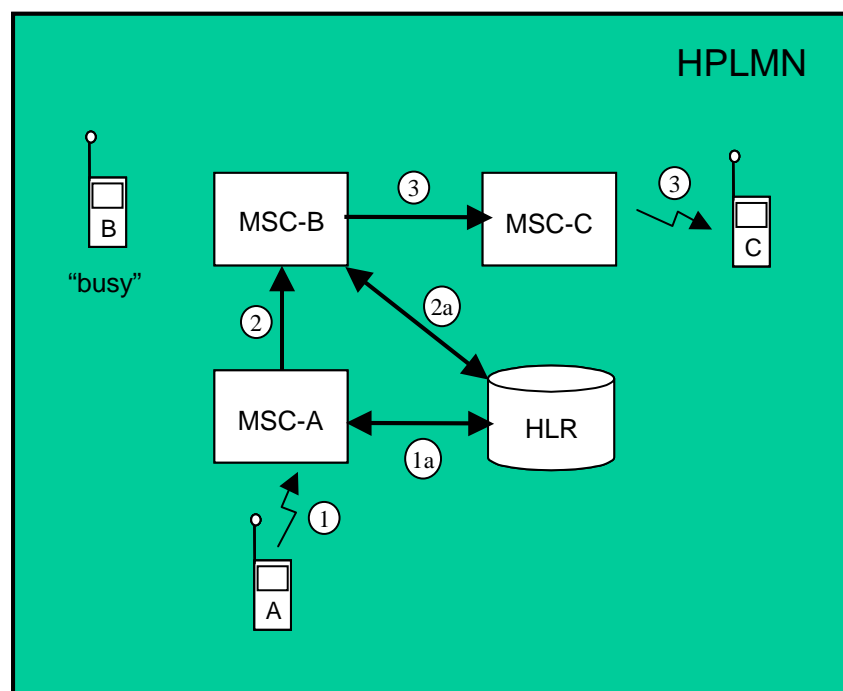 HPLMN
B
“busy”
MSC-B
3
MSC-C
3
C
2
2a
MSC-A
1a
HLR
1
A